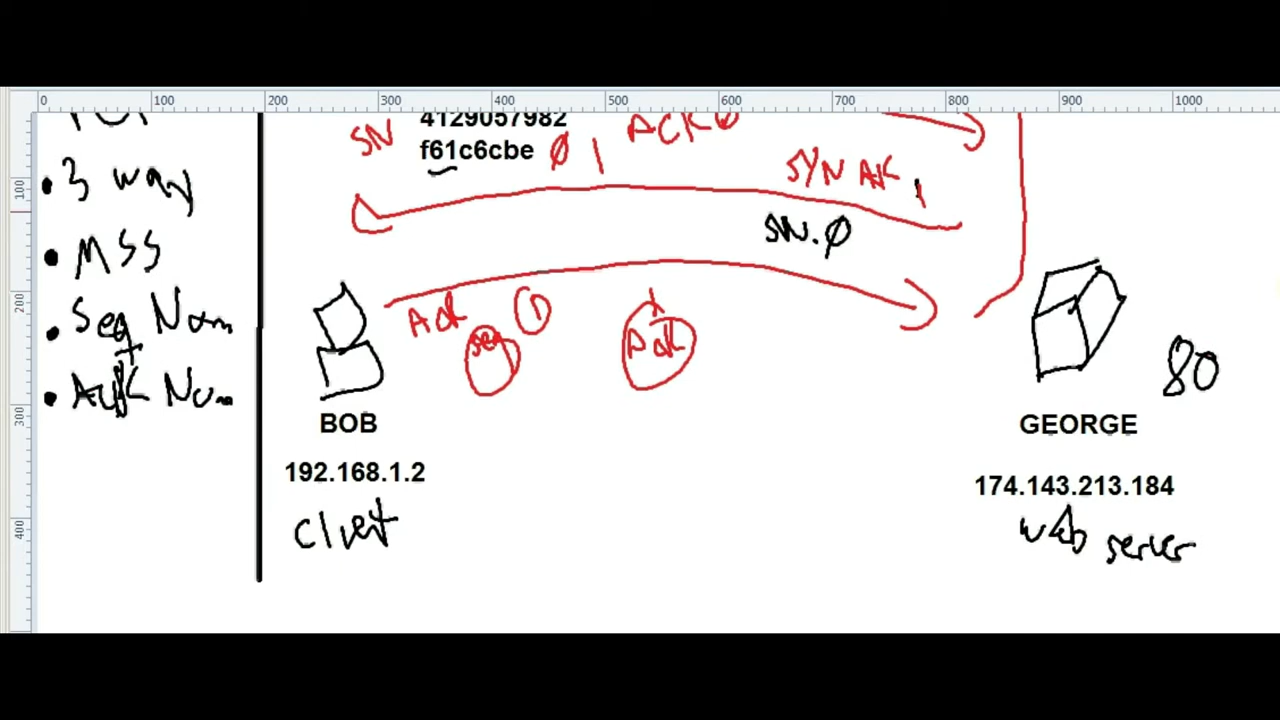 0 100 200 300 400 500 600 700 800 900 1000
100
200
300
400
TCP
• 3 way
• MSS
• Seq Num
+
• Ack Num
SN
4129057982
f61c6cbe
Ø 1
ACK Ø
SYN ACK 1
SN. Ø
Ack
seq
1
Ack
80
BOB
192.168.1.2
client
GEORGE
174.143.213.184
web server